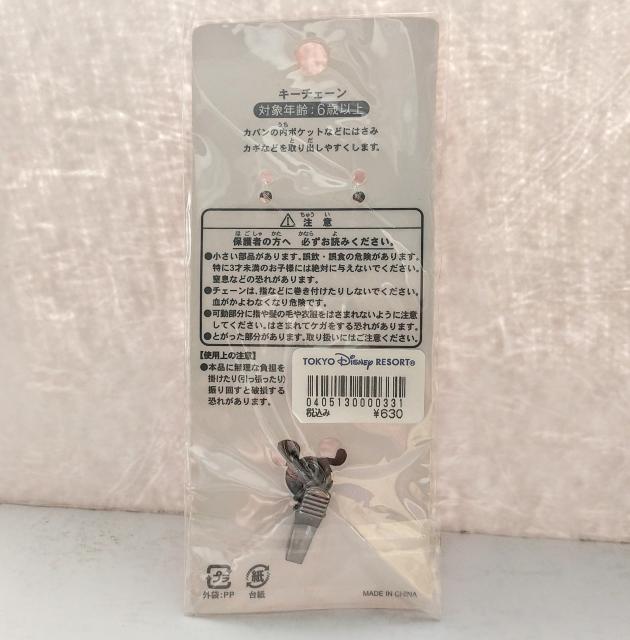 キーチェーン
対象年齢:6歳以上
カバンの内ポケットなどにはさみ
カギなどを取り出しやすくします。
⚠注意
保護者の方へ 必ずお読みください。
●小さい部品があります。誤飲・誤食の危険があります。
特に3才未満のお子様には絶対に与えないでください。
窒息などの恐れがあります。
●チェーンは、指などに巻き付けたりしないでください。
血がかよわなくなり危険です。
●可動部分に指や髪の毛や衣服をはさまれないように注意
してください。はさまれてケガをする恐れがあります。
●とがった部分があります。取り扱いにはご注意ください。
【使用上の注意】
●本品に無理な負担を
掛けたり(引っ張ったり)
振り回すと破損する
恐れがあります。
TOKYO Disney RESORT®
0405130000331
税込み ¥630
プラ
外袋:PP
紙
台紙
MADE IN CHINA